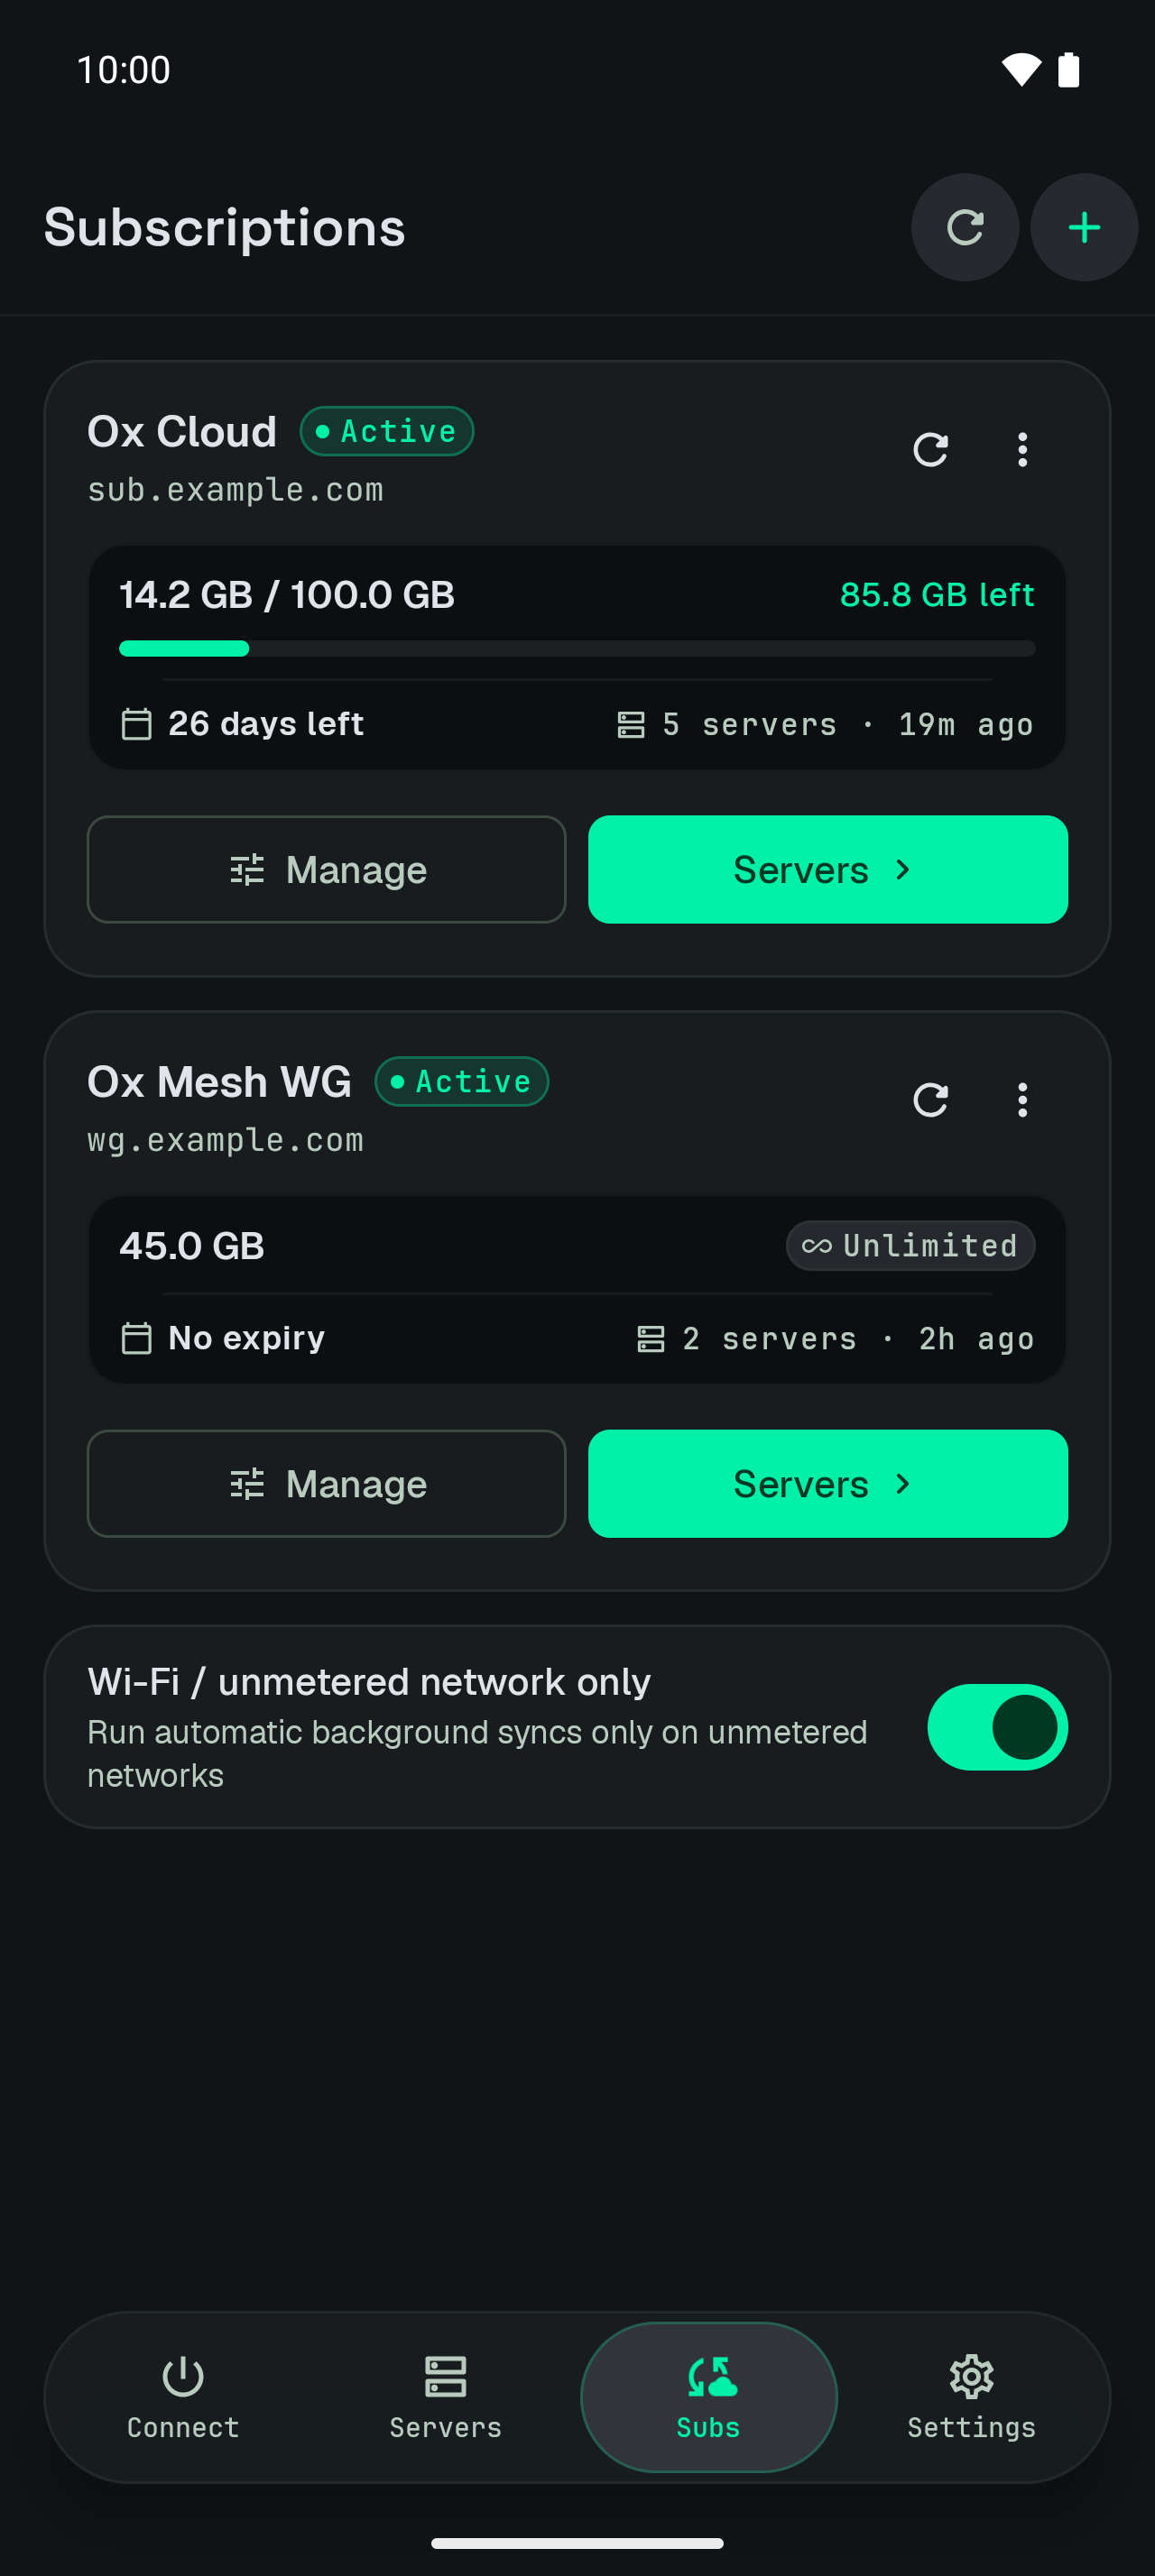 10:00
Subscriptions
Ox Cloud Active
sub.example.com
14.2 GB / 100.0 GB 85.8 GB left
26 days left 5 servers · 19m ago
Manage Servers
Ox Mesh WG Active
wg.example.com
45.0 GB Unlimited
No expiry 2 servers · 2h ago
Manage Servers
Wi-Fi / unmetered network only
Run automatic background syncs only on unmetered
networks
Connect Servers Subs Settings